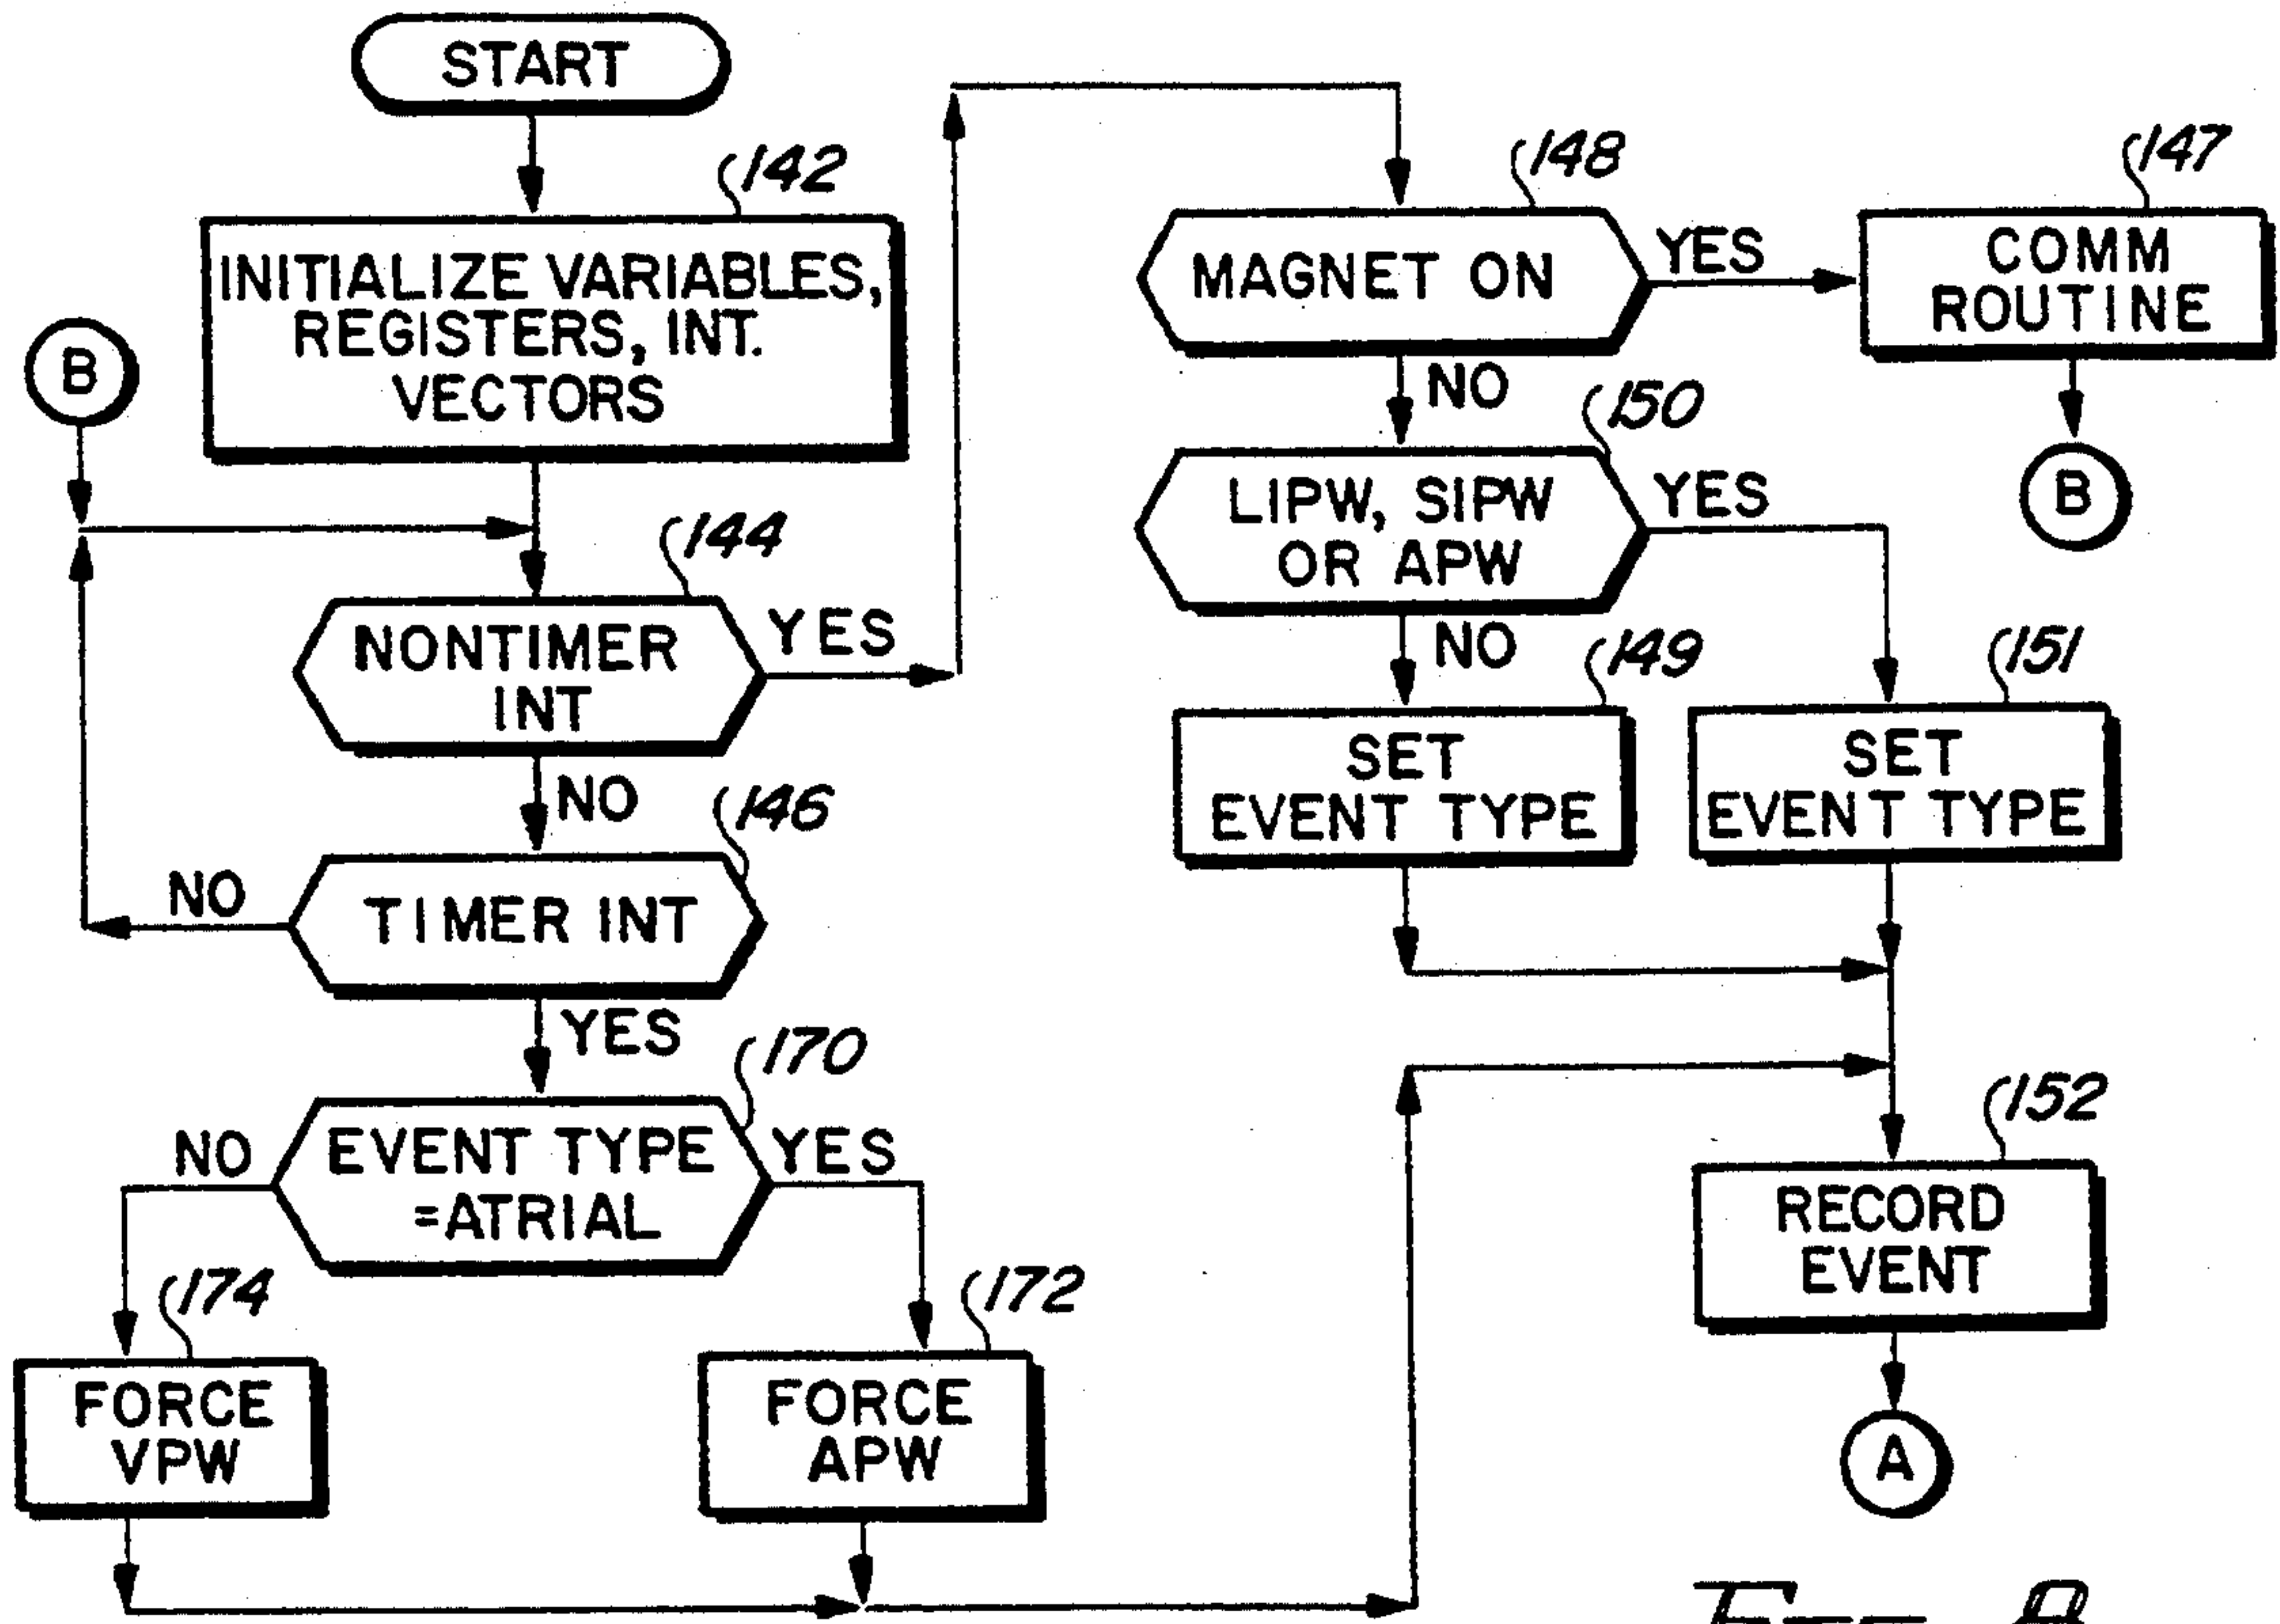 START
142
INITIALIZE VARIABLES,
REGISTERS, INT.
VECTORS
B
144
NONTIMER
INT
YES
NO
146
TIMER INT
NO
YES
170
EVENT TYPE
=ATRIAL
NO
YES
174
FORCE
VPW
172
FORCE
APW
148
MAGNET ON
YES
NO
147
COMM
ROUTINE
B
150
LIPW, SIPW
OR APW
YES
NO
149
SET
EVENT TYPE
151
SET
EVENT TYPE
152
RECORD
EVENT
A